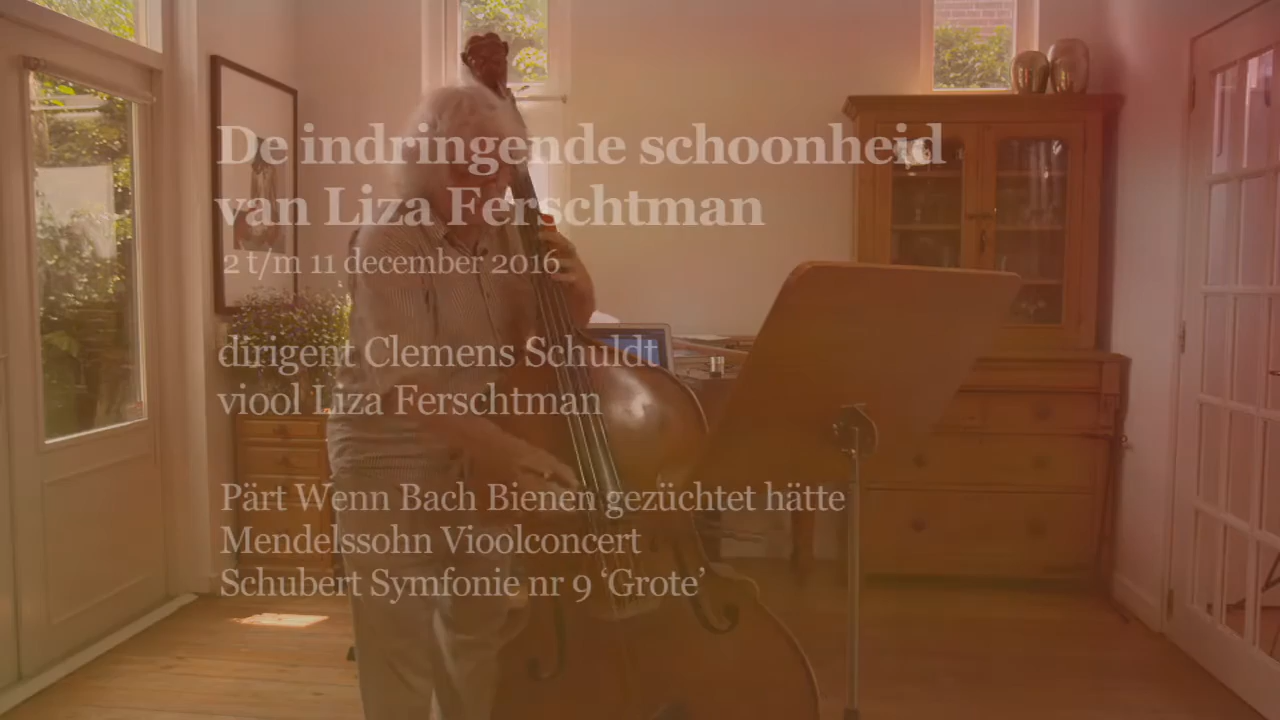 De indringende schoonheid
van Liza Ferschtman
2 t/m 11 december 2016
dirigent Clemens Schuldt
viool Liza Ferschtman
Pärt Wenn Bach Bienen gezüchtet hätte
Mendelssohn Vioolconcert
Schubert Symfonie nr 9 ‘Grote’